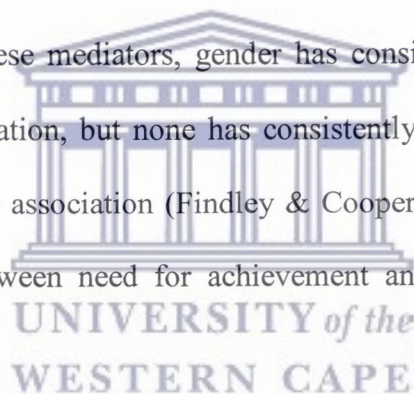 ese mediators, gender has consi
ation, but none has consistently
association (Findley & Cooper
ween need for achievement an
UNIVERSITY of the
WESTERN CAPE